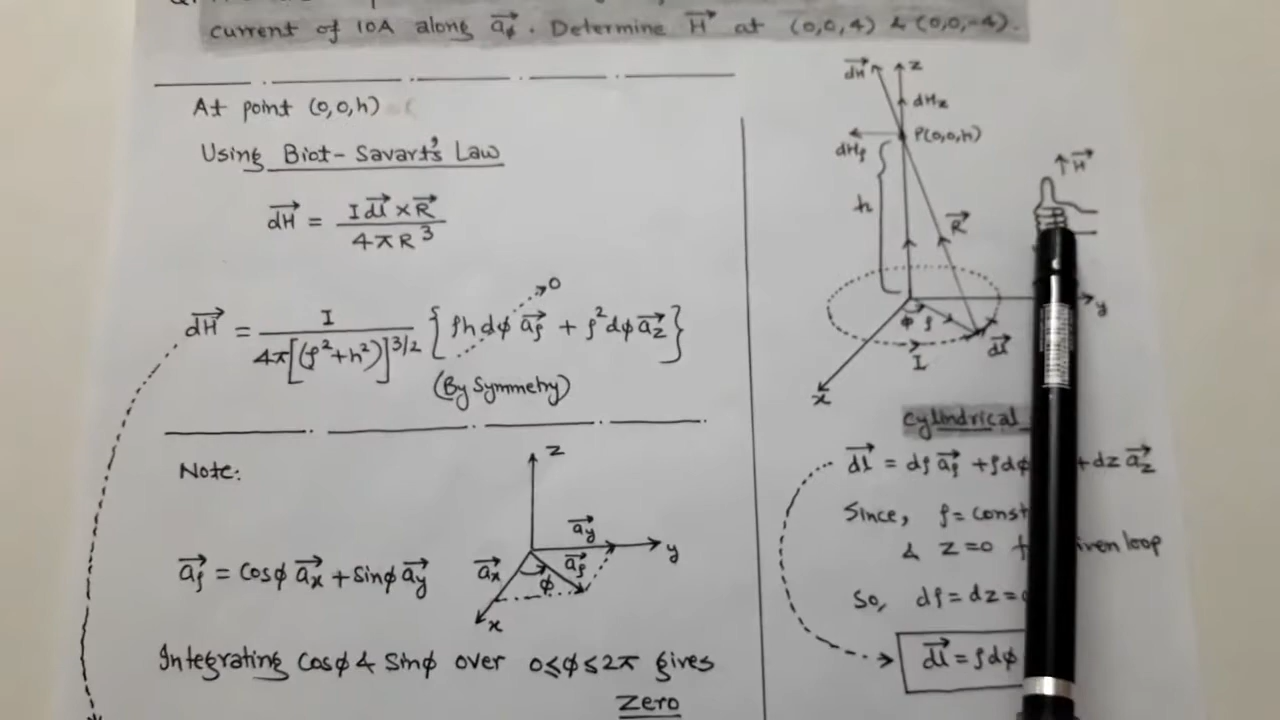 current of 10A along a⃗ϕ. Determine H⃗ at (0,0,4) & (0,0,-4).
At point (0,0,h)
Using Biot-Savart's Law
dH⃗ = I dl⃗ × R⃗ / 4πR³
dH⃗ = I / 4π[(ρ²+h²)]^3/2 {ρh dϕ a⃗ρ + ρ² dϕ a⃗z}
0
(By Symmetry)
Note:
a⃗ρ = Cosϕ a⃗x + Sinϕ a⃗y
z
a⃗y
y
a⃗x
a⃗ρ
ϕ
x
Integrating Cosϕ & Sinϕ over 0≤ϕ≤2π gives
Zero
dH⃗
z
dHz
P(0,0,h)
dHρ
h
R⃗
↑H⃗
y
ϕ
ρ
dl⃗
I
x
Cylindrical
dl⃗ = dρ a⃗ρ + ρdϕ + dz a⃗z
Since, ρ = const
& z=0 loop
So, dρ = dz =
dl⃗ = ρdϕ